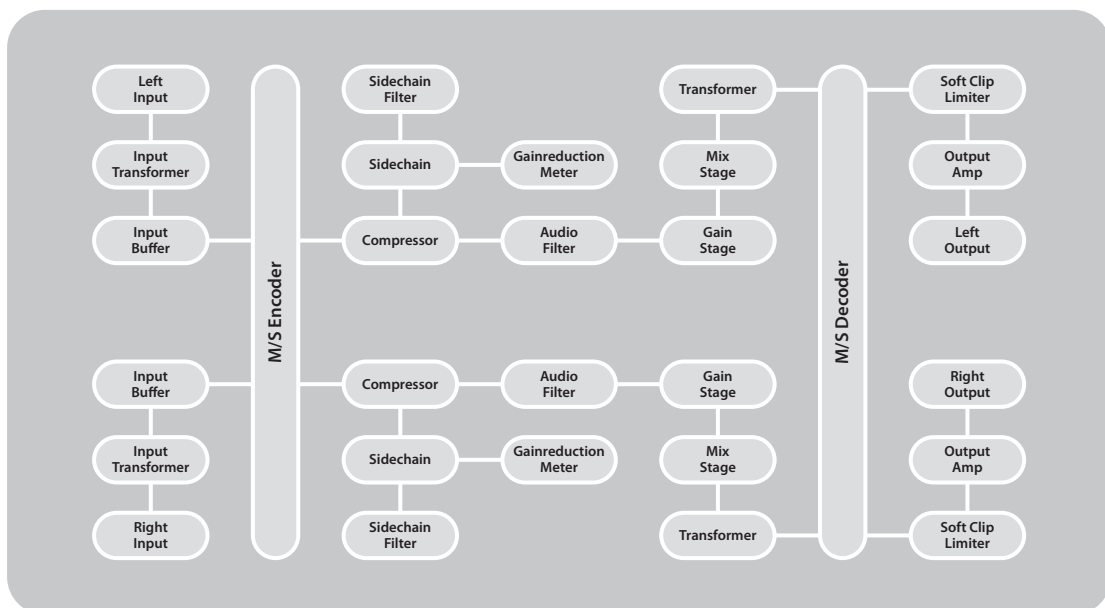 Left
Input
Sidechain
Filter
Transformer
Soft Clip
Limiter
Input
Transformer
Sidechain
Gainreduction
Meter
Mix
Stage
Output
Amp
Input
Buffer
Compressor
Audio
Filter
Gain
Stage
Left
Output
M/S Encoder
M/S Decoder
Input
Buffer
Compressor
Audio
Filter
Gain
Stage
Right
Output
Input
Transformer
Sidechain
Gainreduction
Meter
Mix
Stage
Output
Amp
Right
Input
Sidechain
Filter
Transformer
Soft Clip
Limiter